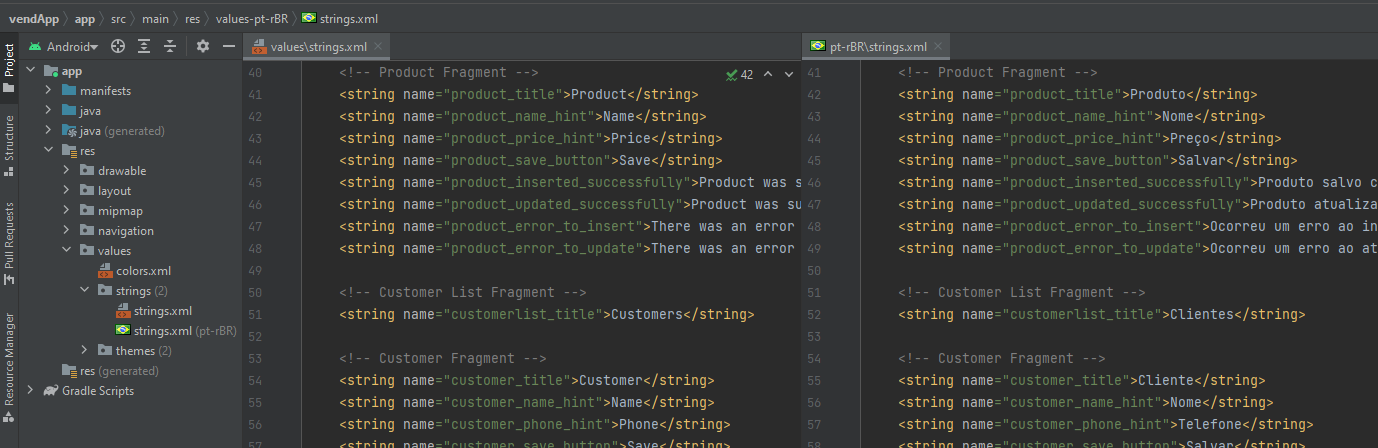 vendApp app src main res values-pt-rBR strings.xml
Project
Structure
Pull Requests
Resource Manager
Android
app
manifests
java
java (generated)
res
drawable
layout
mipmap
navigation
values
colors.xml
strings (2)
strings.xml
strings.xml (pt-rBR)
themes (2)
res (generated)
Gradle Scripts
values\strings.xml
42
40 <!-- Product Fragment -->
41 <string name="product_title">Product</string>
42 <string name="product_name_hint">Name</string>
43 <string name="product_price_hint">Price</string>
44 <string name="product_save_button">Save</string>
45 <string name="product_inserted_successfully">Product was s
46 <string name="product_updated_successfully">Product was su
47 <string name="product_error_to_insert">There was an error
48 <string name="product_error_to_update">There was an error
49
50 <!-- Customer List Fragment -->
51 <string name="customerlist_title">Customers</string>
52
53 <!-- Customer Fragment -->
54 <string name="customer_title">Customer</string>
55 <string name="customer_name_hint">Name</string>
56 <string name="customer_phone_hint">Phone</string>
57 <string name="customer_save_button">Save</string>
pt-rBR\strings.xml
41 <!-- Product Fragment -->
42 <string name="product_title">Produto</string>
43 <string name="product_name_hint">Nome</string>
44 <string name="product_price_hint">Preço</string>
45 <string name="product_save_button">Salvar</string>
46 <string name="product_inserted_successfully">Produto salvo c
47 <string name="product_updated_successfully">Produto atualiza
48 <string name="product_error_to_insert">Ocorreu um erro ao in
49 <string name="product_error_to_update">Ocorreu um erro ao at
50
51 <!-- Customer List Fragment -->
52 <string name="customerlist_title">Clientes</string>
53
54 <!-- Customer Fragment -->
55 <string name="customer_title">Cliente</string>
56 <string name="customer_name_hint">Nome</string>
57 <string name="customer_phone_hint">Telefone</string>
58 <string name="customer_save_button">Salvar</string>